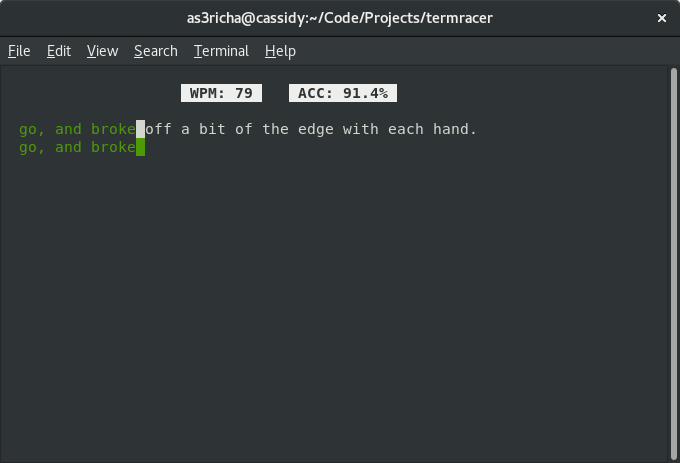 as3richa@cassidy:~/Code/Projects/termracer ×
File Edit View Search Terminal Help
WPM: 79 ACC: 91.4%
go, and broke off a bit of the edge with each hand.
go, and broke